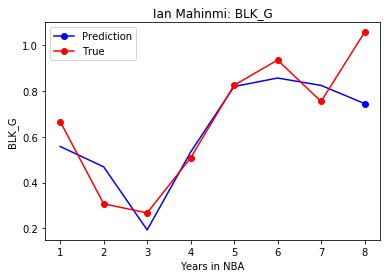 Ian Mahinmi: BLK_G
Prediction
True
BLK_G
1.0
0.8
0.6
0.4
0.2
1 2 3 4 5 6 7 8
Years in NBA